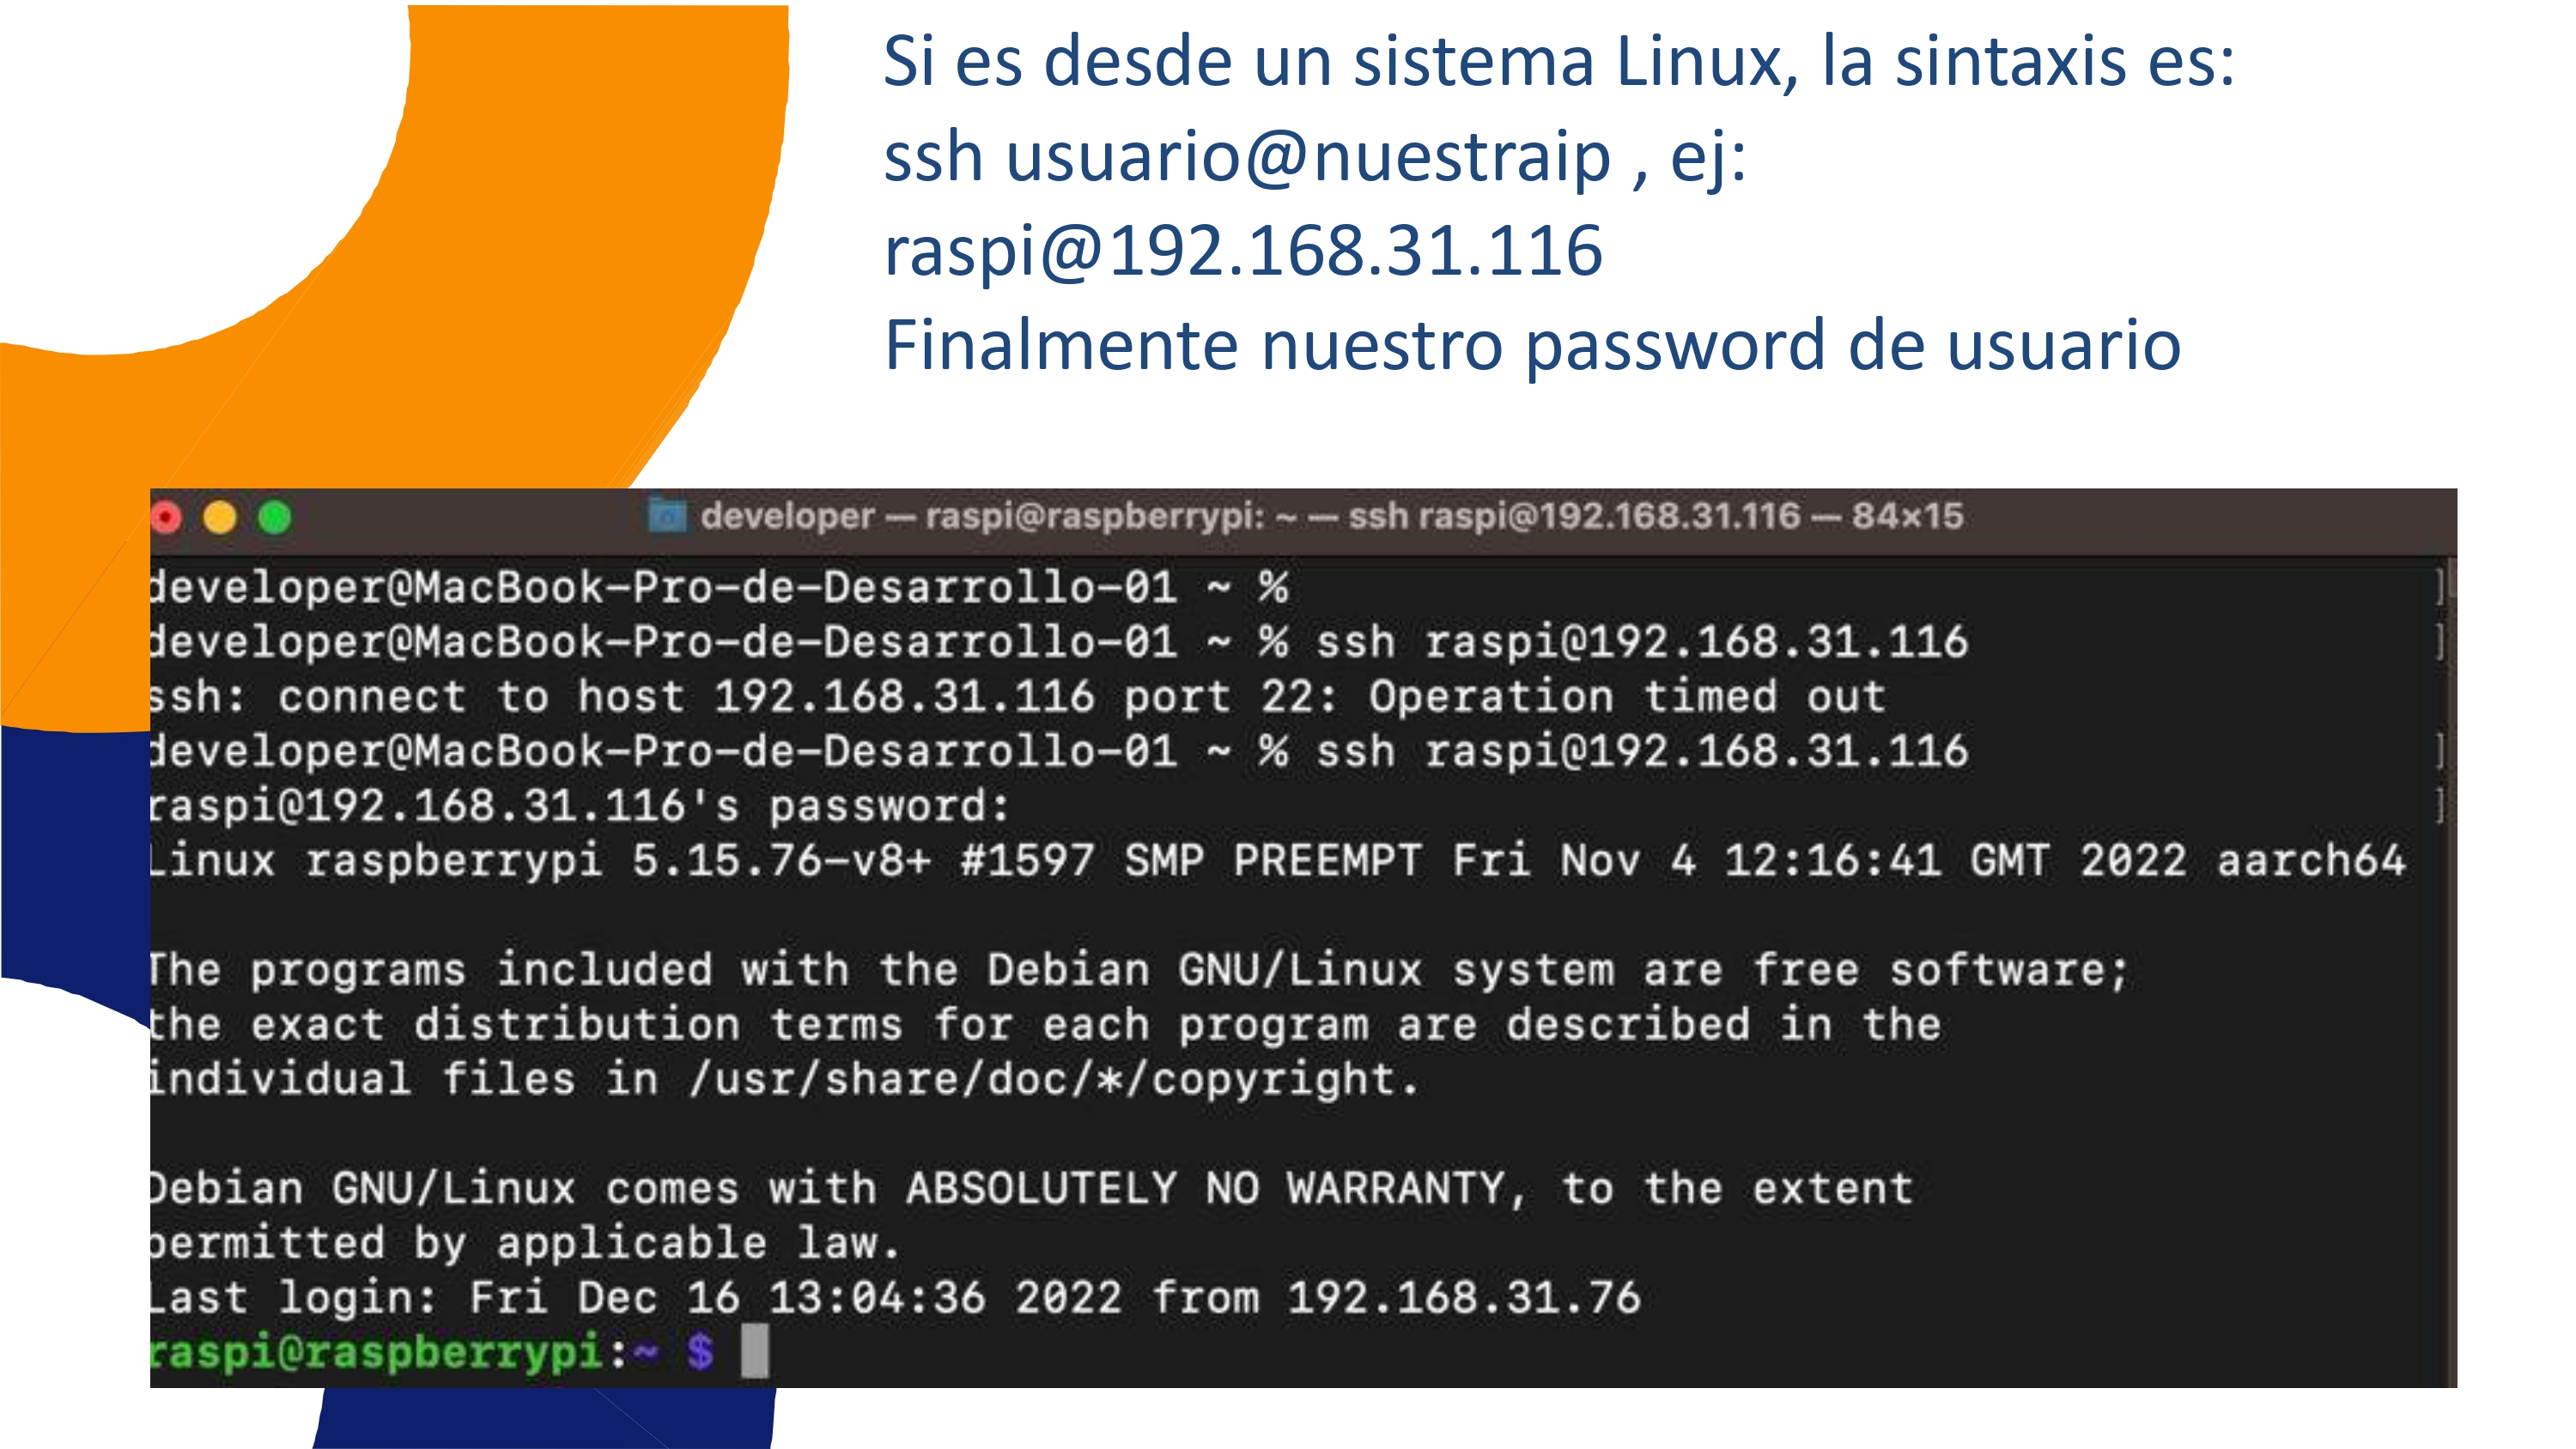 Si es desde un sistema Linux, la sintaxis es:
ssh usuario@nuestraip , ej:
raspi@192.168.31.116
Finalmente nuestro password de usuario
developer — raspi@raspberrypi: ~ — ssh raspi@192.168.31.116 — 84×15
developer@MacBook-Pro-de-Desarrollo-01 ~ %
developer@MacBook-Pro-de-Desarrollo-01 ~ % ssh raspi@192.168.31.116
ssh: connect to host 192.168.31.116 port 22: Operation timed out
developer@MacBook-Pro-de-Desarrollo-01 ~ % ssh raspi@192.168.31.116
raspi@192.168.31.116's password:
Linux raspberrypi 5.15.76-v8+ #1597 SMP PREEMPT Fri Nov 4 12:16:41 GMT 2022 aarch64
The programs included with the Debian GNU/Linux system are free software;
the exact distribution terms for each program are described in the
individual files in /usr/share/doc/*/copyright.
Debian GNU/Linux comes with ABSOLUTELY NO WARRANTY, to the extent
permitted by applicable law.
Last login: Fri Dec 16 13:04:36 2022 from 192.168.31.76
raspi@raspberrypi:~ $